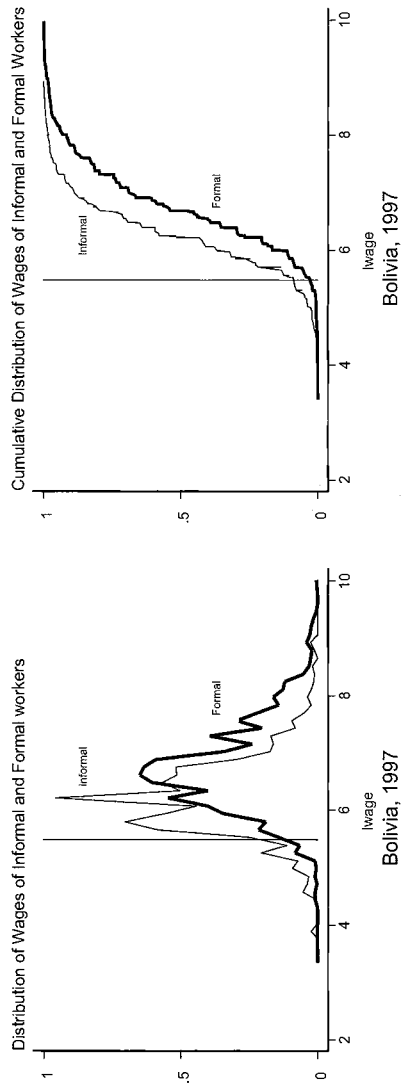 Distribution of Wages of Informal and Formal workers
1
.5
0
informal
Formal
2
4
6
8
10
lwage
Bolivia, 1997
Cumulative Distribution of Wages of Informal and Formal Workers
1
.5
0
Informal
Formal
2
4
6
8
10
lwage
Bolivia, 1997